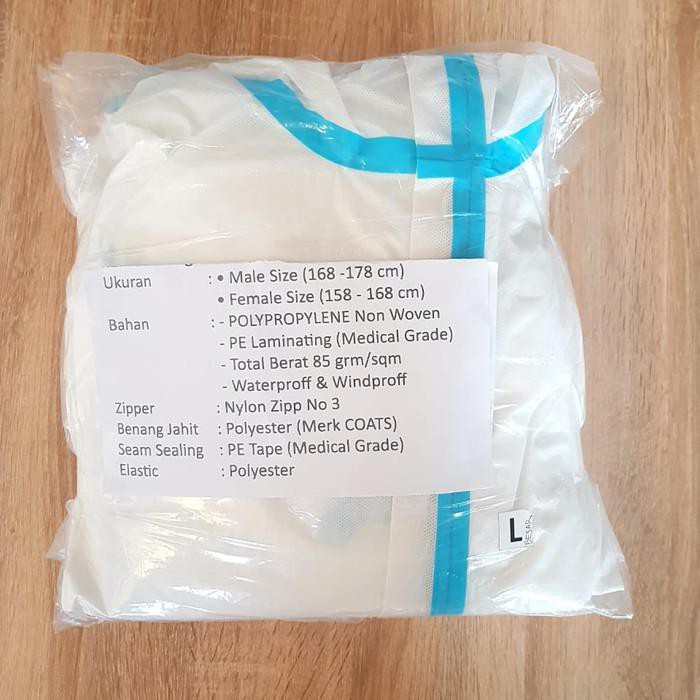 Ukuran : • Male Size (168 -178 cm)
• Female Size (158 - 168 cm)
Bahan : - POLYPROPYLENE Non Woven
- PE Laminating (Medical Grade)
- Total Berat 85 grm/sqm
- Waterproff & Windproff
Zipper : Nylon Zipp No 3
Benang Jahit : Polyester (Merk COATS)
Seam Sealing : PE Tape (Medical Grade)
Elastic : Polyester
L
BESAR